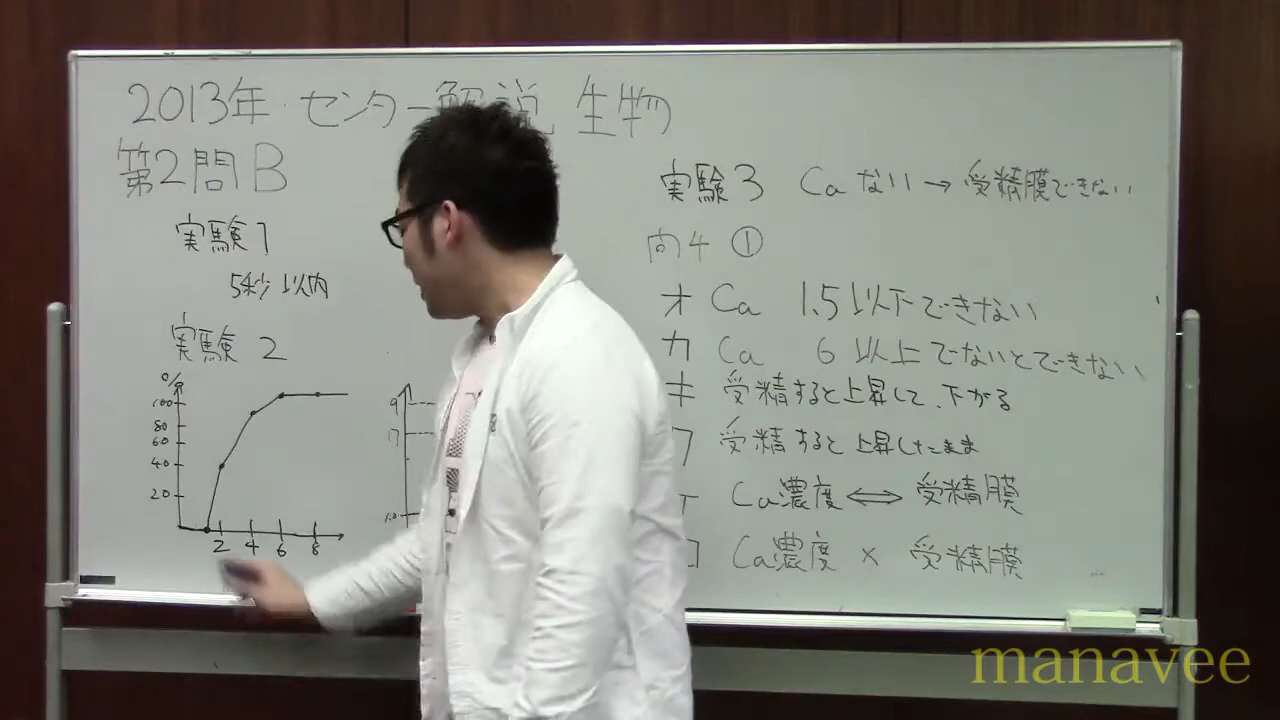 2013年 センター解説 生物
第2問B
実験1
5秒以内
実験2
%
100
80
60
40
20
2 4 6 8
9
17
実験3 Caない→受精膜できない
問4 ①
オ Ca 1.5以下できない
カ Ca 6以上でないとできない
キ 受精すると上昇して、下がる
ク 受精すると上昇したまま
ケ Ca濃度⇔受精膜
コ Ca濃度×受精膜
manavee